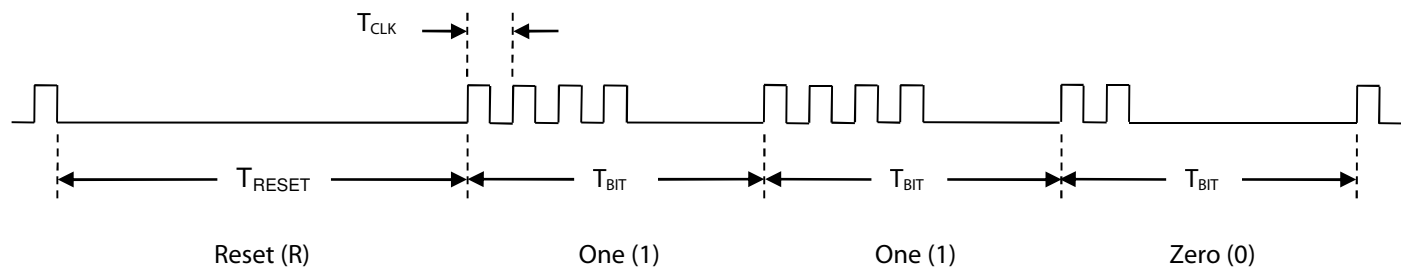 TCLK
TRESET TBIT TBIT TBIT
Reset (R) One (1) One (1) Zero (0)